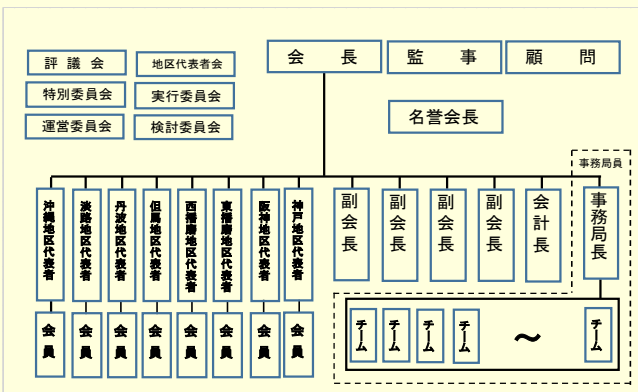 評議会
地区代表者会
特別委員会
実行委員会
運営委員会
検討委員会
会長
監事
顧問
名誉会長
事務局員
沖縄地区代表者
淡路地区代表者
丹波地区代表者
但馬地区代表者
西播磨地区代表者
東播磨地区代表者
阪神地区代表者
神戸地区代表者
副会長
副会長
副会長
副会長
会計長
事務局長
会員
会員
会員
会員
会員
会員
会員
会員
チーム
チーム
チーム
チーム
～
チーム